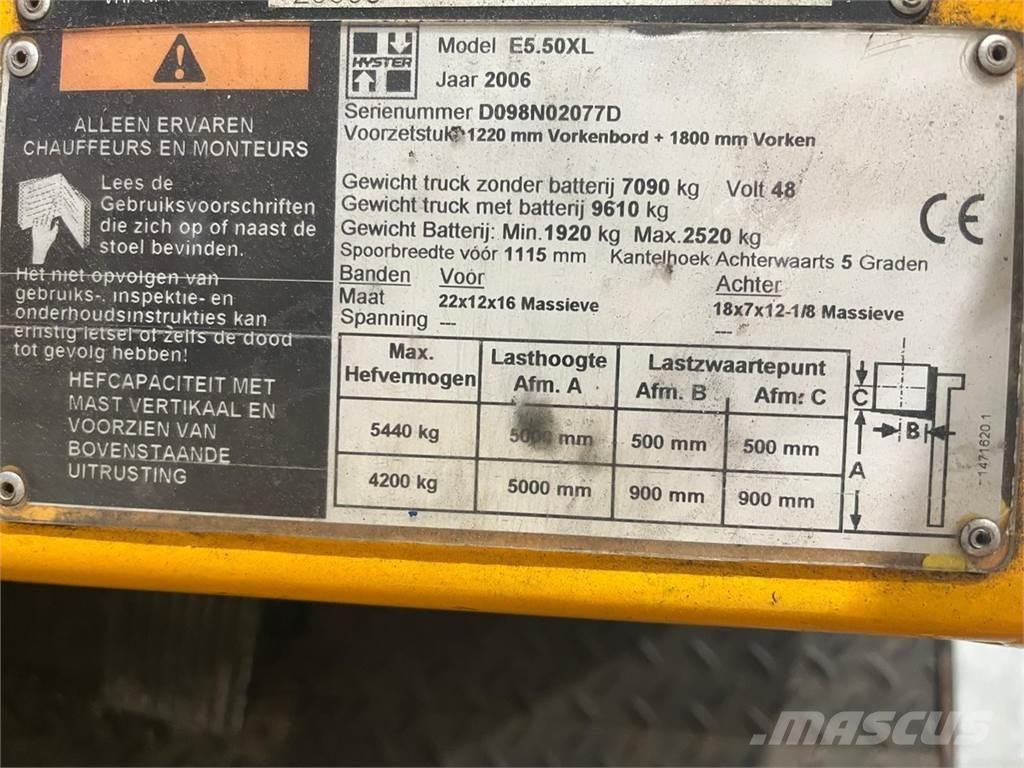 ALLEEN ERVAREN
CHAUFFEURS EN MONTEURS
Lees de
Gebruiksvoorschriften
die zich op of naast de
stoel bevinden.
Het niet opvolgen van
gebruiks-, inspektie- en
onderhoudsinstrukties kan
ernstig letsel of zelfs de dood
tot gevolg hebben!
HEFCAPACITEIT MET
MAST VERTIKAAL EN
VOORZIEN VAN
BOVENSTAANDE
UITRUSTING
HYSTER
Model E5.50XL
Jaar 2006
Serienummer D098N02077D
Voorzetstuk 1220 mm Vorkenbord + 1800 mm Vorken
Gewicht truck zonder batterij 7090 kg Volt 48
Gewicht truck met batterij 9610 kg
Gewicht Batterij: Min.1920 kg Max.2520 kg
Spoorbreedte vóór 1115 mm Kantelhoek Achterwaarts 5 Graden
Banden Voor Achter
Maat 22x12x16 Massieve 18x7x12-1/8 Massieve
Spanning --- ---
CE
Max. Lasthoogte Lastzwaartepunt
Hefvermogen Afm. A Afm. B Afm: C
5440 kg 5000 mm 500 mm 500 mm
4200 kg 5000 mm 900 mm 900 mm
C
B
A
1471620 1
MASCUS